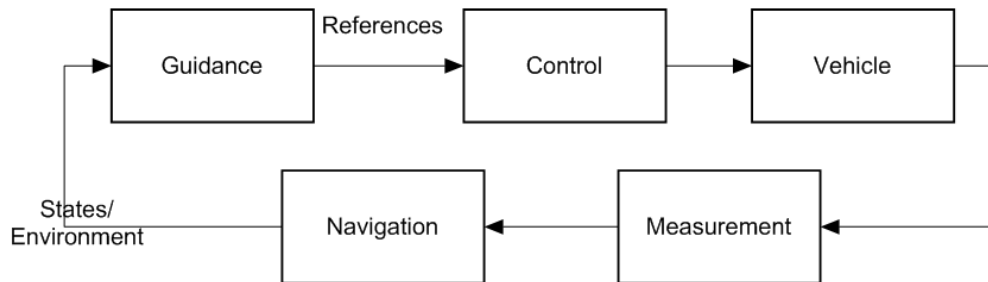 References
Guidance
Control
Vehicle
States/
Environment
Navigation
Measurement